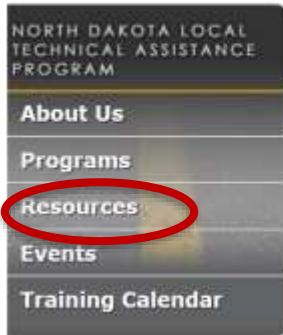 NORTH DAKOTA LOCAL
TECHNICAL ASSISTANCE
PROGRAM
About Us
Programs
Resources
Events
Training Calendar